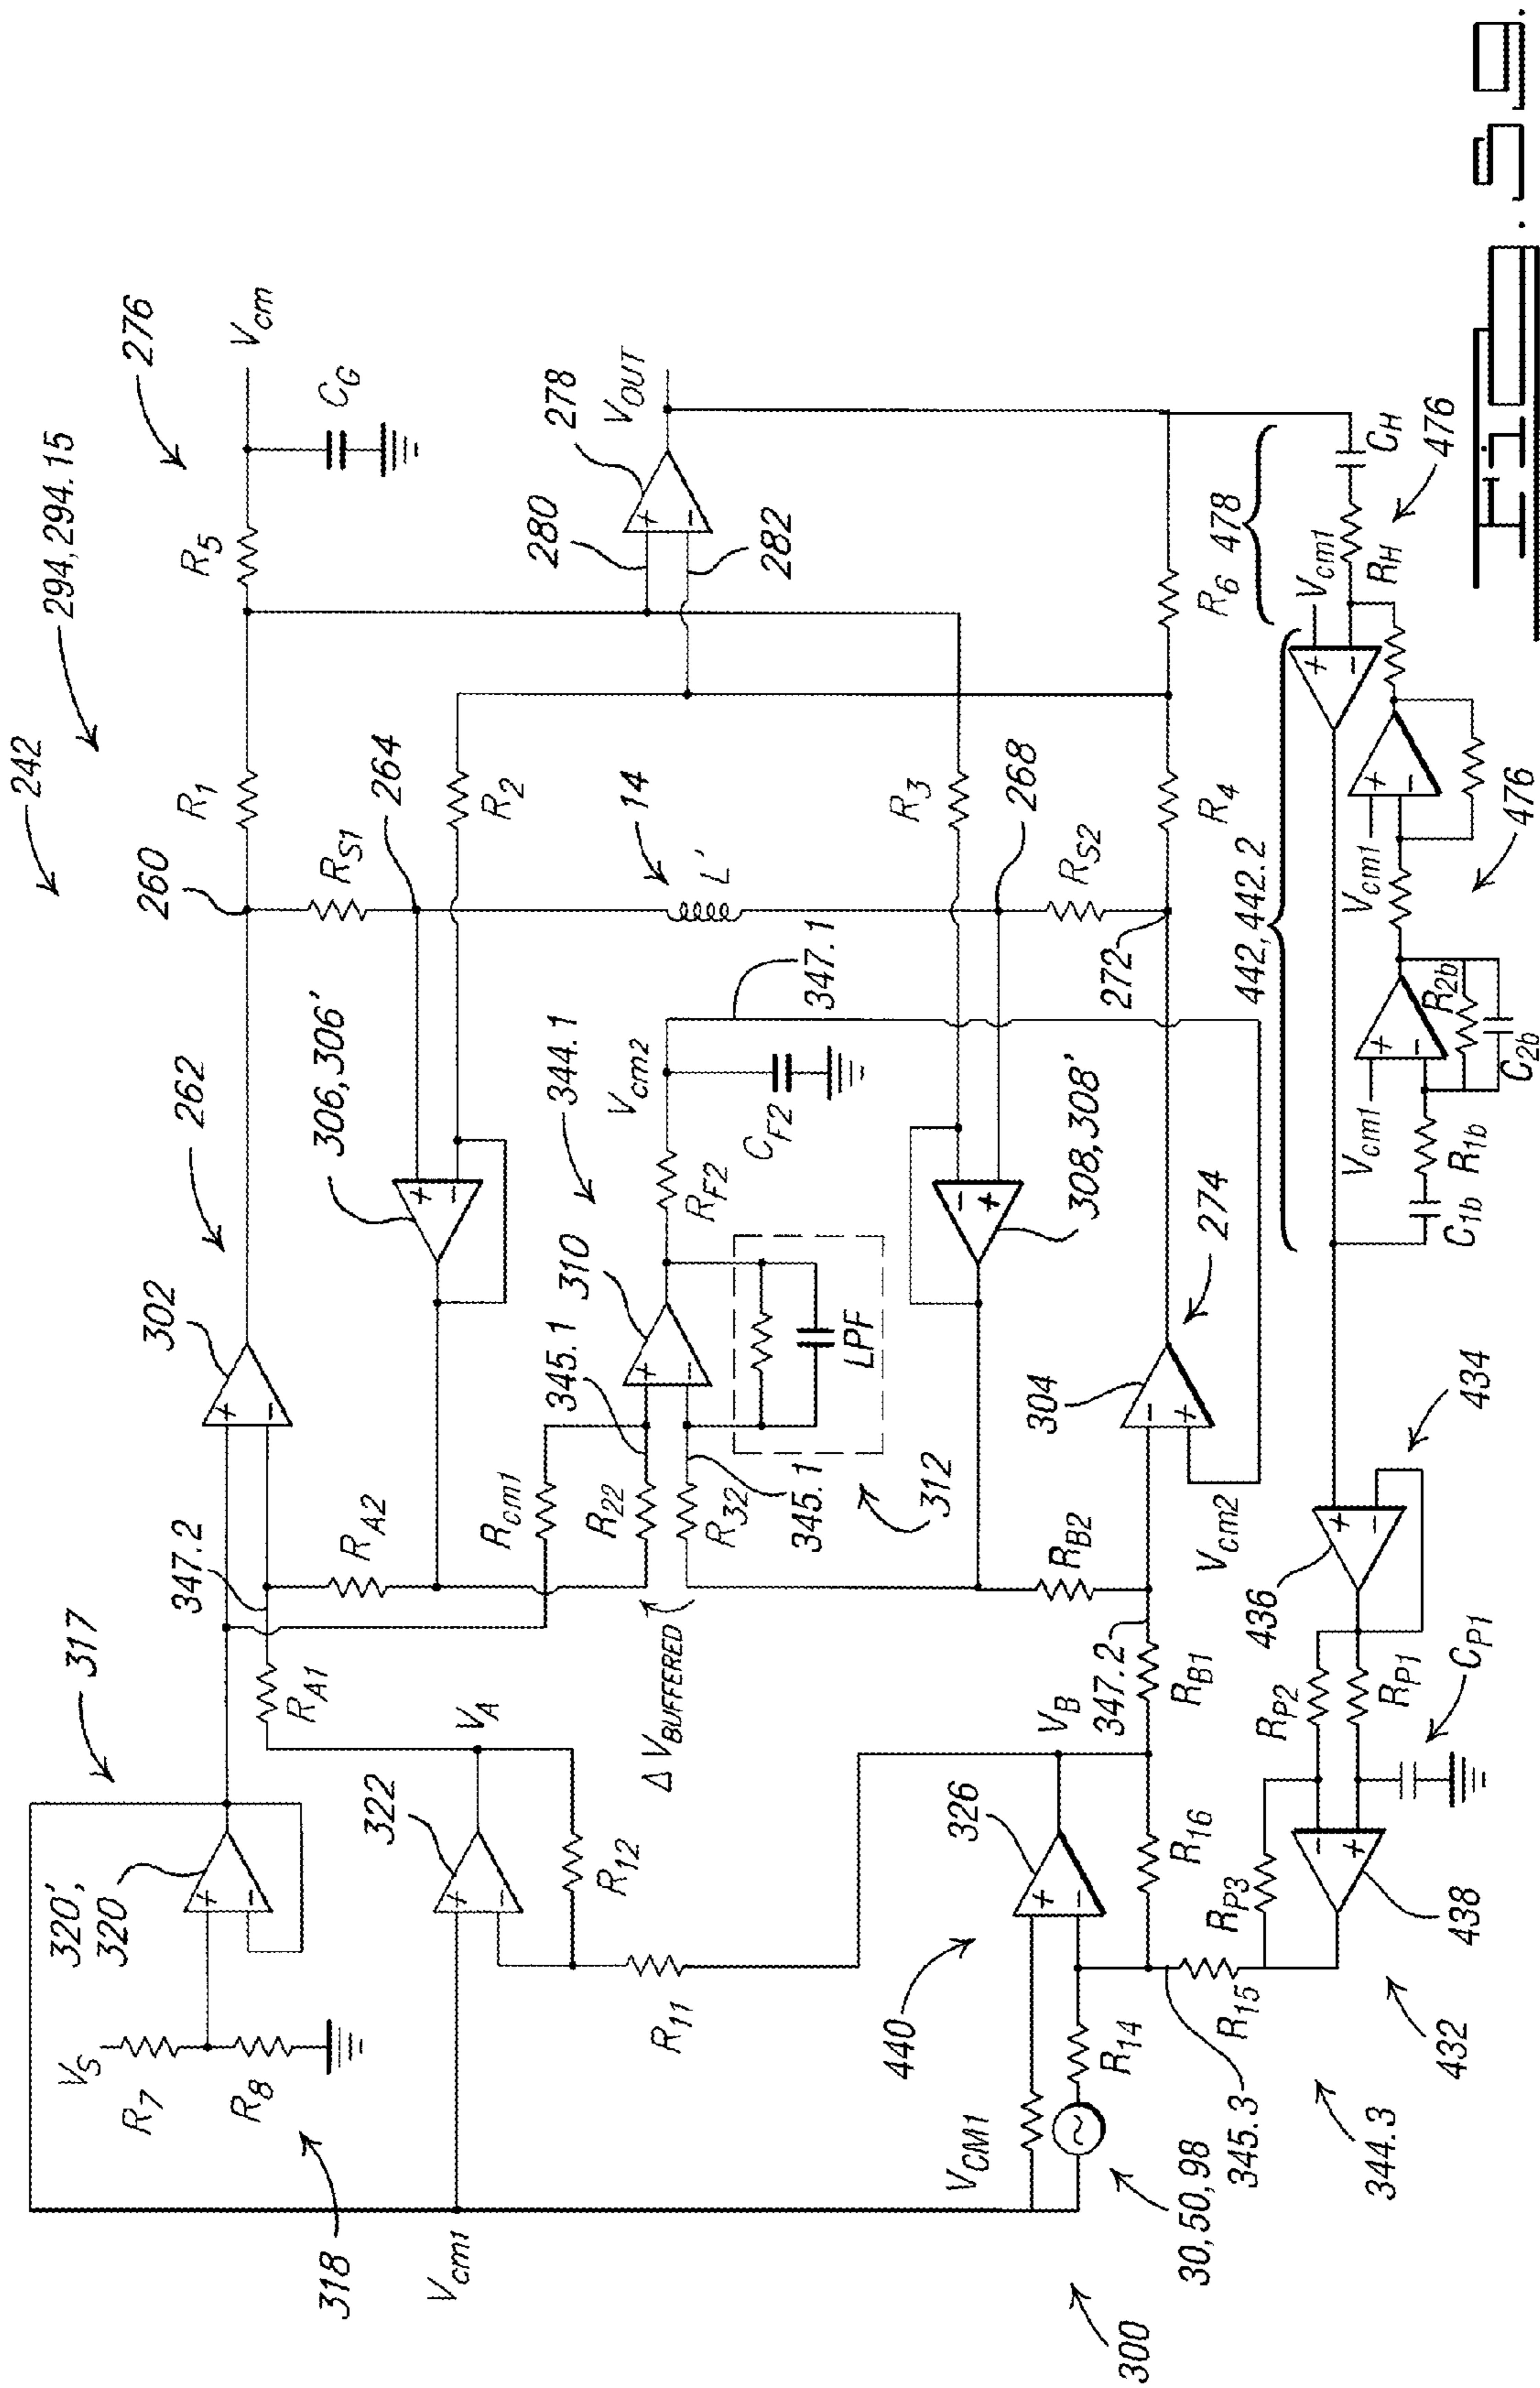 242
294,294.15
276
262
302
260
R1
R5
Vcm
CG
317
347.2
320',
320
RA1
RA2
306,306'
264
RS1
R2
280
278
VOUT
282
VS
R7
R8
318
322
VA
R12
Rcm1
R22
R32
345.1
345.1
310
344.1
RF2
Vcm2
CF2
14
L'
LPF
312
347.1
ΔVBUFFERED
Vcm1
R11
308,308'
268
R3
RS2
272
R4
R6
440
326
VB
347.2
RB1
RB2
304
274
Vcm2
VCM1
R14
R16
30,50,98
300
345.3
R15
344.3
432
RP3
438
RP2
RP1
CP1
436
434
442,442.2
478
Vcm1
C1b
R1b
R2b
C2b
Vcm1
476
Vcm1
RH
CH
476